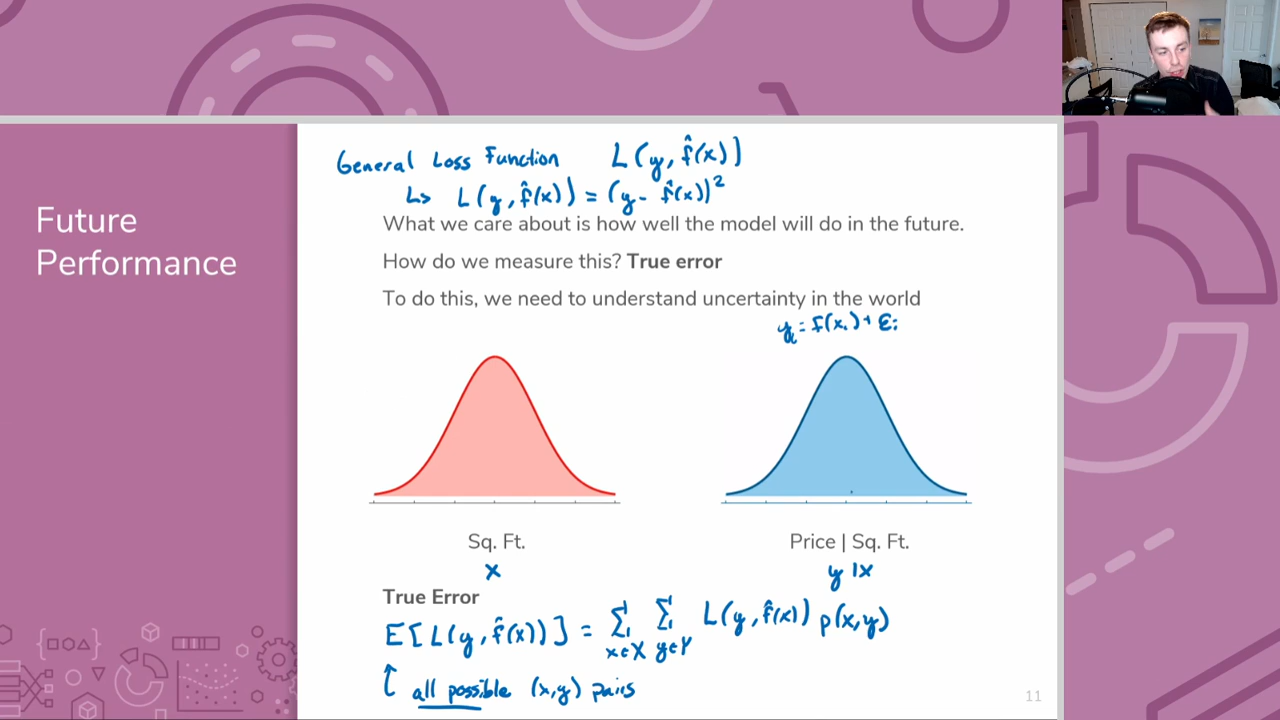 Future
Performance
General Loss Function L(y, f̂(x))
↳ L(y, f̂(x)) = (y - f̂(x))²
What we care about is how well the model will do in the future.
How do we measure this? True error
To do this, we need to understand uncertainty in the world
yᵢ = f(xᵢ) + εᵢ
Sq. Ft.
Price | Sq. Ft.
x
y | x
True Error
E[L(y, f̂(x))] = Σ x∈X Σ y∈Y L(y, f̂(x)) p(x,y)
↑ all possible (x,y) pairs
11